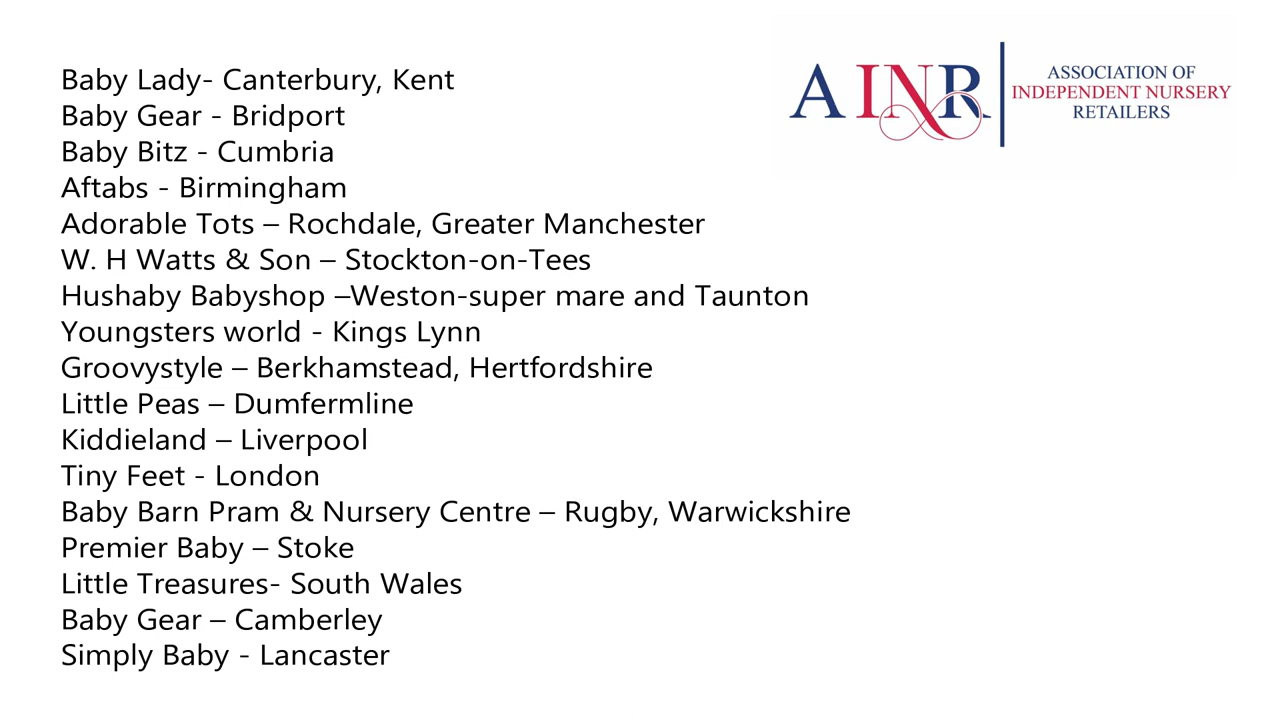 Baby Lady- Canterbury, Kent
Baby Gear - Bridport
Baby Bitz - Cumbria
Aftabs - Birmingham
Adorable Tots – Rochdale, Greater Manchester
W. H Watts & Son – Stockton-on-Tees
Hushaby Babyshop –Weston-super mare and Taunton
Youngsters world - Kings Lynn
Groovystyle – Berkhamstead, Hertfordshire
Little Peas – Dumfermline
Kiddieland – Liverpool
Tiny Feet - London
Baby Barn Pram & Nursery Centre – Rugby, Warwickshire
Premier Baby – Stoke
Little Treasures- South Wales
Baby Gear – Camberley
Simply Baby - Lancaster
AINR
ASSOCIATION OF
INDEPENDENT NURSERY
RETAILERS